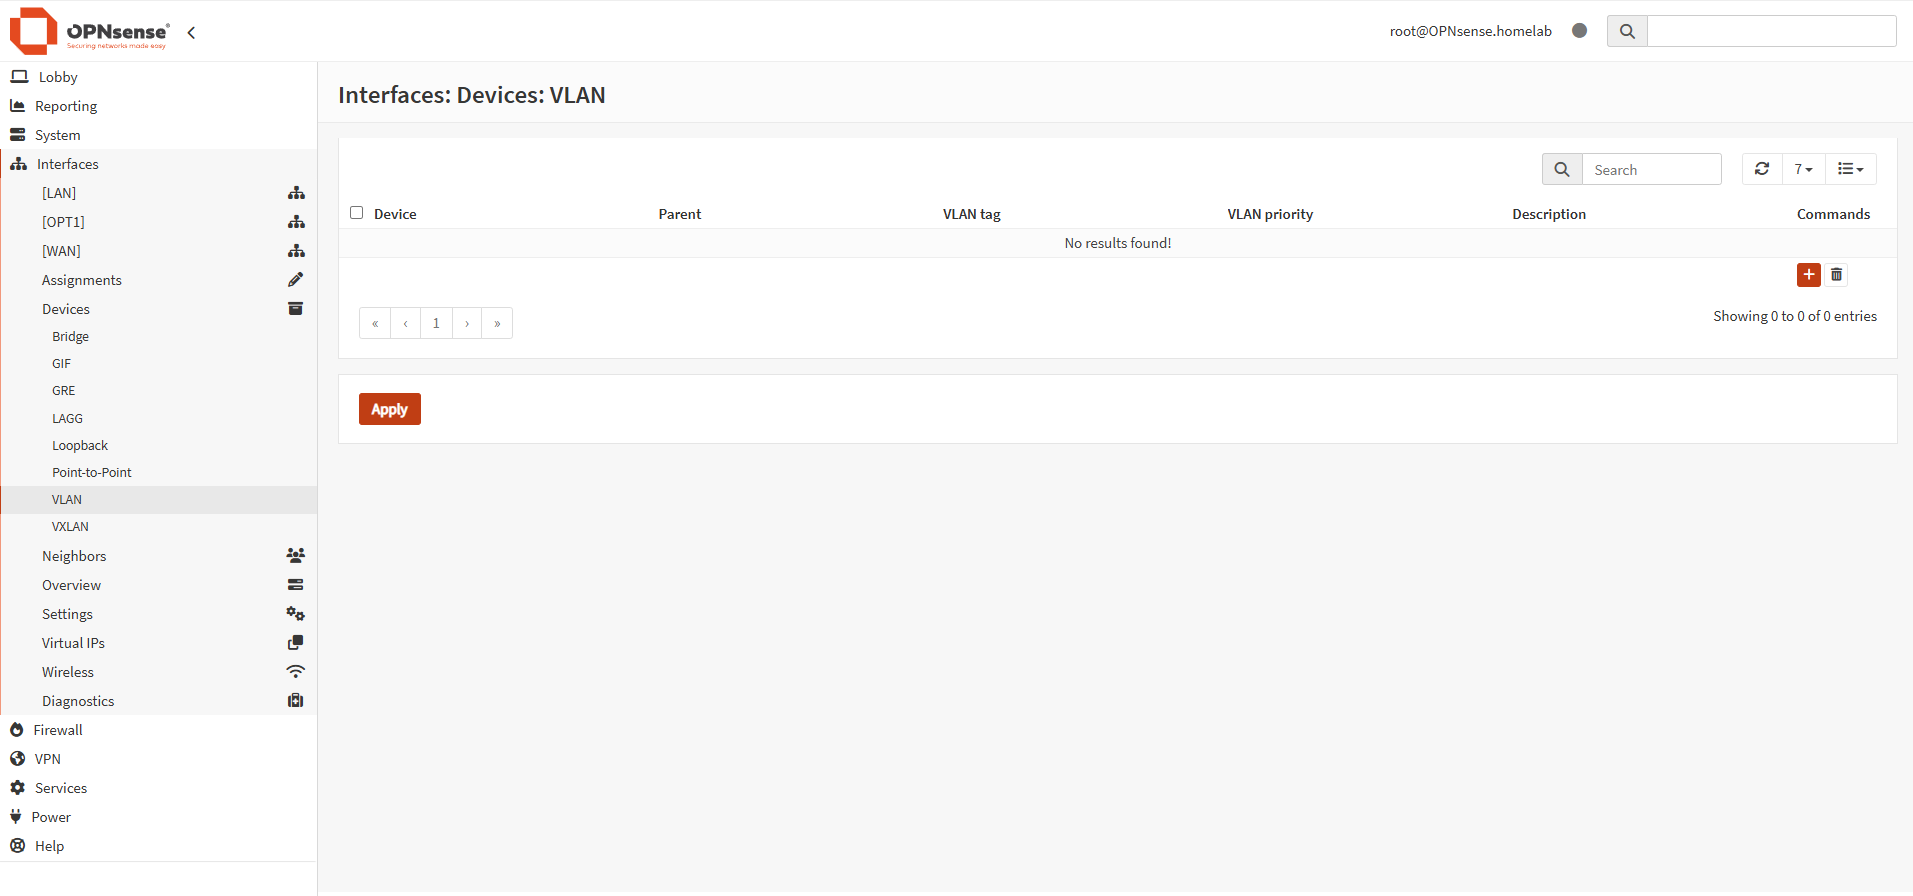 OPNsense®
Securing networks made easy
root@OPNsense.homelab
Lobby
Reporting
System
Interfaces
[LAN]
[OPT1]
[WAN]
Assignments
Devices
Bridge
GIF
GRE
LAGG
Loopback
Point-to-Point
VLAN
VXLAN
Neighbors
Overview
Settings
Virtual IPs
Wireless
Diagnostics
Firewall
VPN
Services
Power
Help
Interfaces: Devices: VLAN
Search
7
Device Parent VLAN tag VLAN priority Description Commands
No results found!
« ‹ 1 › »
Showing 0 to 0 of 0 entries
Apply